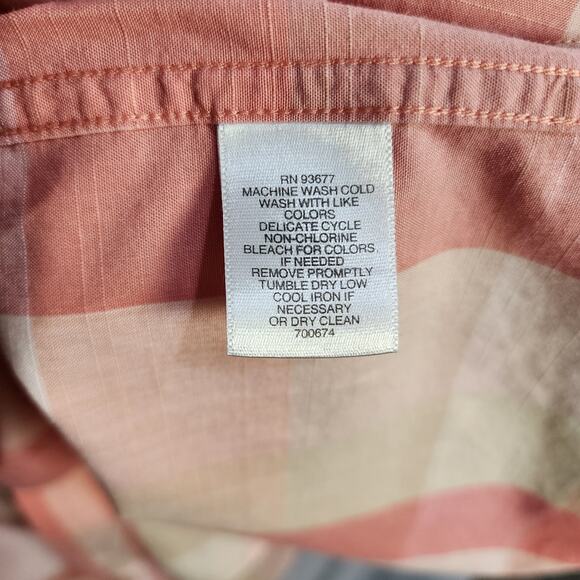 RN 93677
MACHINE WASH COLD
WASH WITH LIKE
COLORS
DELICATE CYCLE
NON-CHLORINE
BLEACH FOR COLORS,
IF NEEDED
REMOVE PROMPTLY
TUMBLE DRY LOW
COOL IRON IF
NECESSARY
OR DRY CLEAN
700674